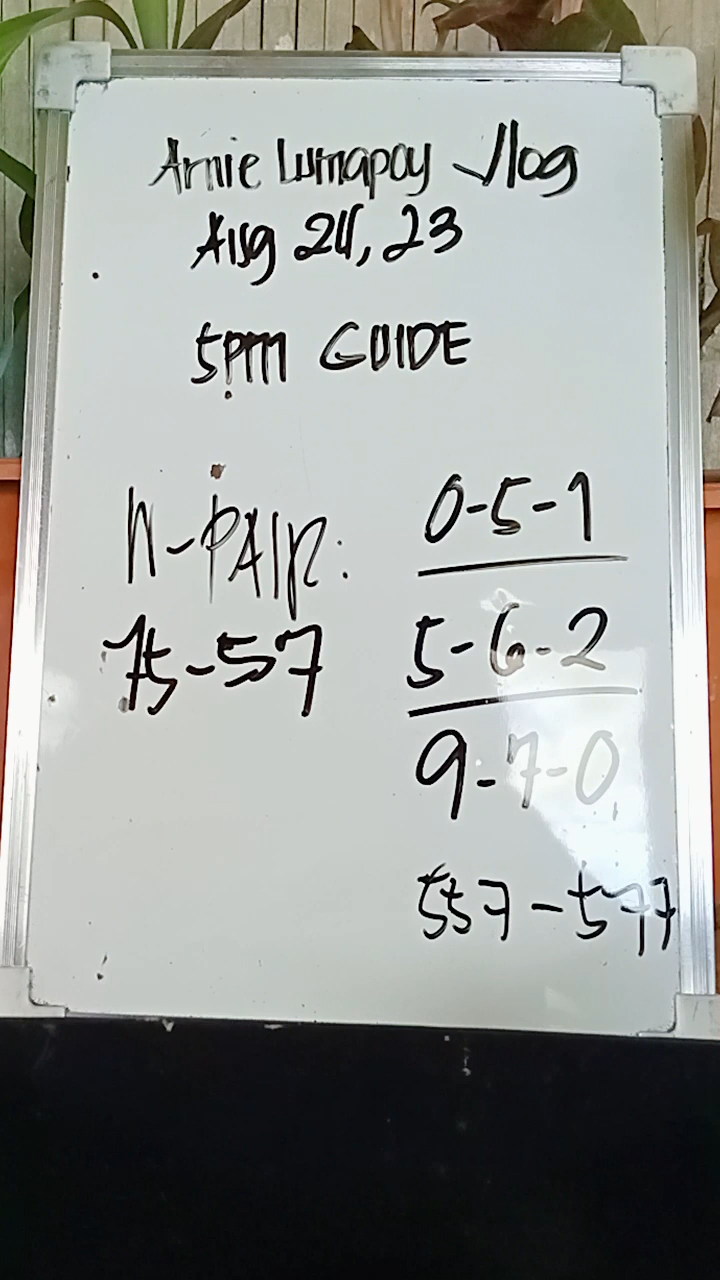 Arnie Lumapay Vlog
Aug 24, 23
5PM GUIDE
N-PAIR:
75-57
0-5-1
5-6-2
9-7-0
557-577